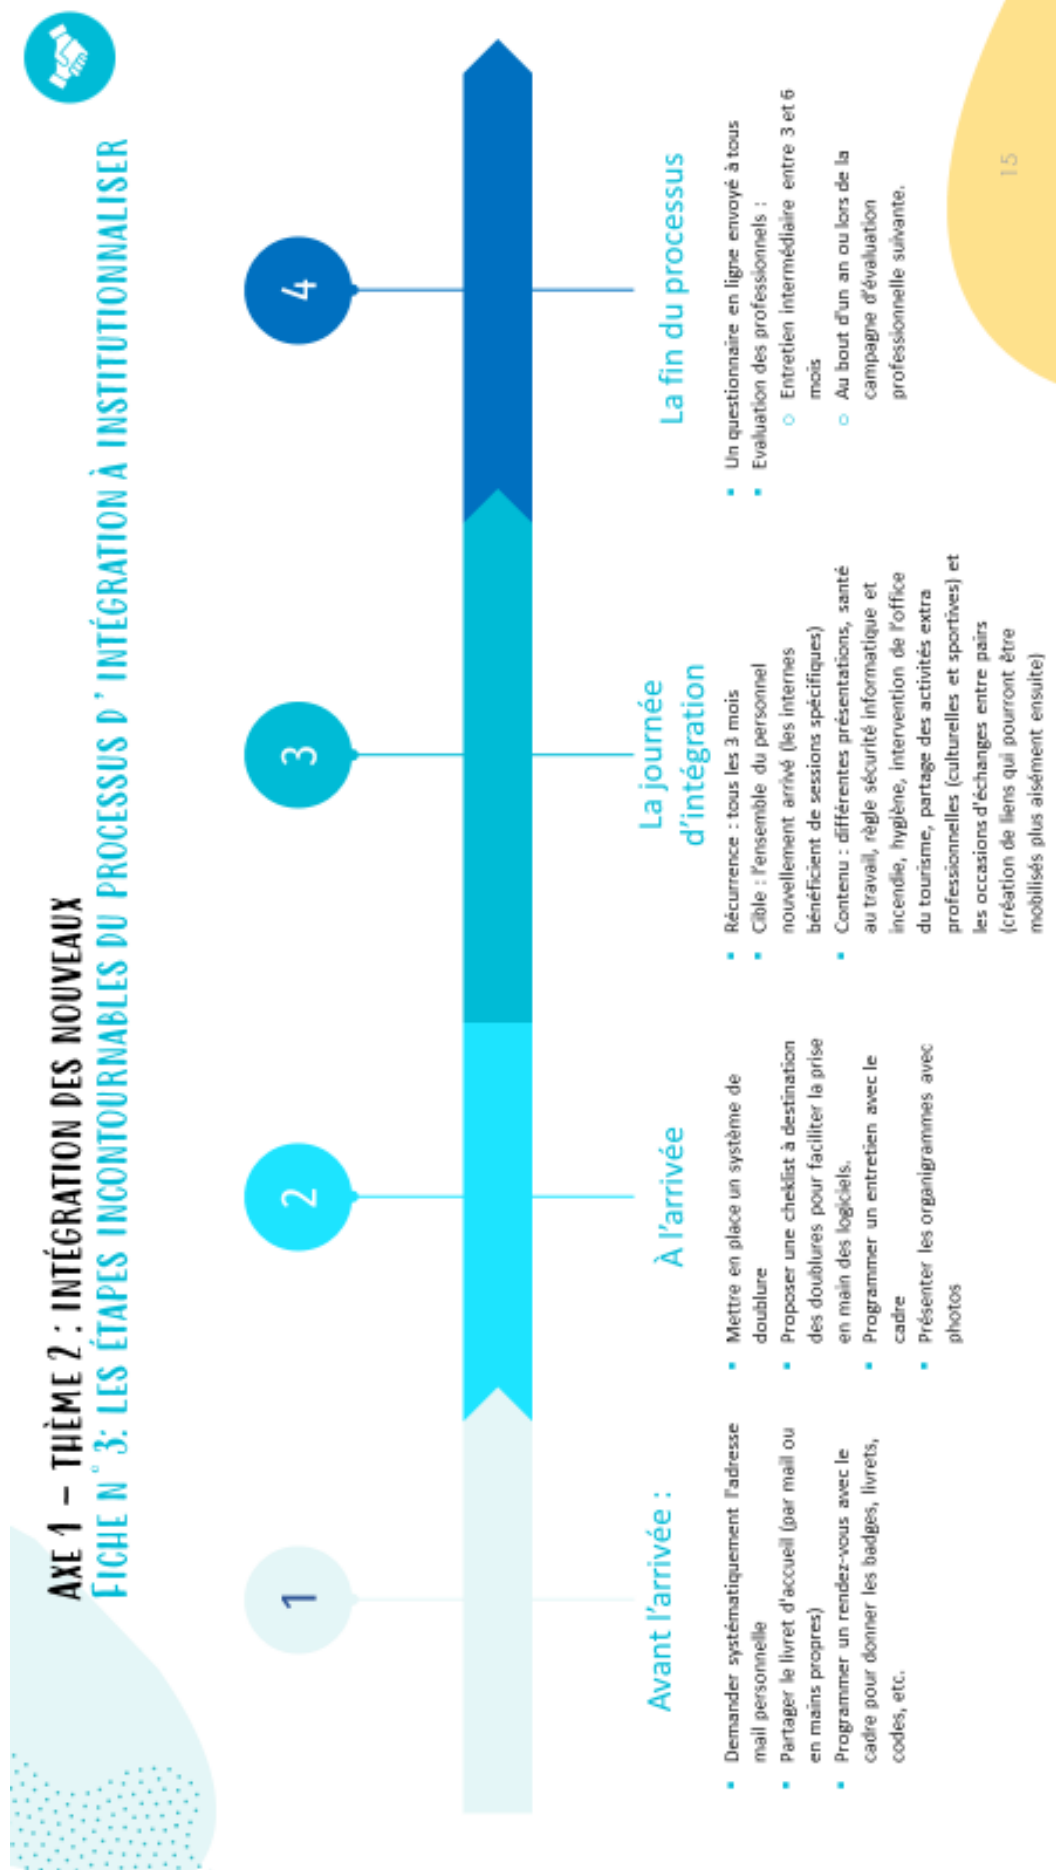 AXE 1 – THÈME 2 : INTÉGRATION DES NOUVEAUX
FICHE N°3: LES ÉTAPES INCONTOURNABLES DU PROCESSUS D'INTÉGRATION À INSTITUTIONNALISER
1
Avant l'arrivée :
▪ Demander systématiquement l'adresse
mail personnelle
▪ Partager le livret d'accueil (par mail ou
en mains propres)
▪ Programmer un rendez-vous avec le
cadre pour donner les badges, livrets,
codes, etc.
2
À l'arrivée
▪ Mettre en place un système de
doublure
▪ Proposer une cheklist à destination
des doublures pour faciliter la prise
en main des logiciels.
▪ Programmer un entretien avec le
cadre
▪ Présenter les organigrammes avec
photos
3
La journée
d'intégration
▪ Récurrence : tous les 3 mois
▪ Cible : l'ensemble du personnel
nouvellement arrivé (les internes
bénéficient de sessions spécifiques)
▪ Contenu : différentes présentations, santé
au travail, règle sécurité informatique et
incendie, hygiène, intervention de l'office
du tourisme, partage des activités extra
professionnelles (culturelles et sportives) et
les occasions d'échanges entre pairs
(création de liens qui pourront être
mobilisés plus aisément ensuite)
4
La fin du processus
▪ Un questionnaire en ligne envoyé à tous
▪ Evaluation des professionnels :
○ Entretien intermédiaire entre 3 et 6
mois
○ Au bout d'un an ou lors de la
campagne d'évaluation
professionnelle suivante.
15